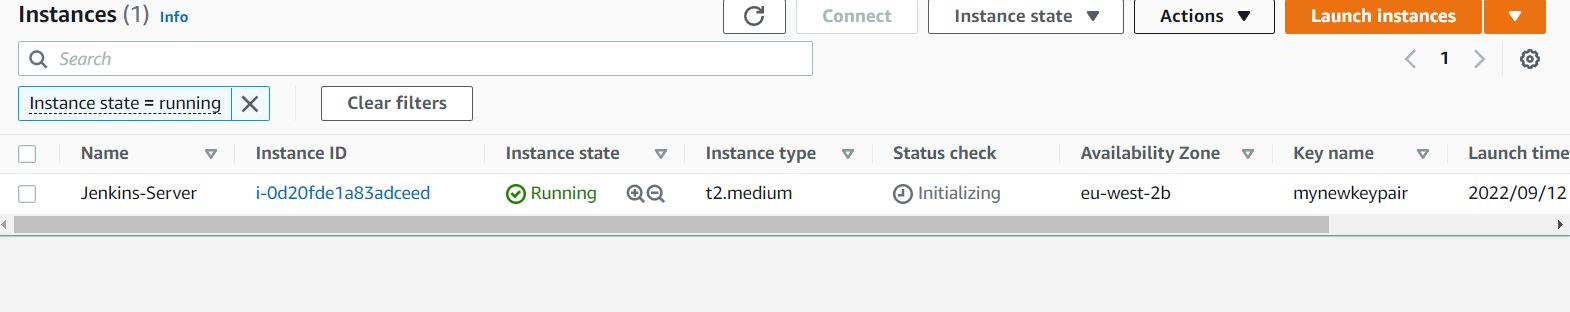 Instances (1) Info Connect Instance state Actions Launch instances
Search 1
Instance state = running Clear filters
Name Instance ID Instance state Instance type Status check Availability Zone Key name Launch time
Jenkins-Server i-0d20fde1a83adceed Running t2.medium Initializing eu-west-2b mynewkeypair 2022/09/12